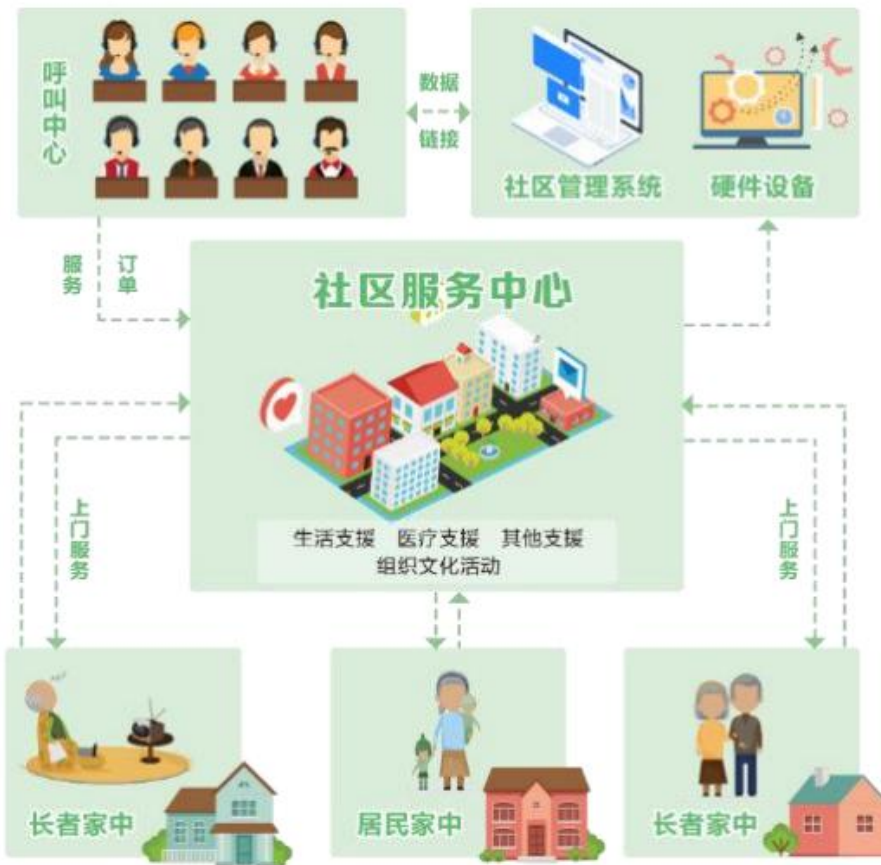 呼叫中心
数据
链接
社区管理系统
硬件设备
服务
订单
社区服务中心
生活支援 医疗支援 其他支援
组织文化活动
上门服务
上门服务
长者家中
居民家中
长者家中